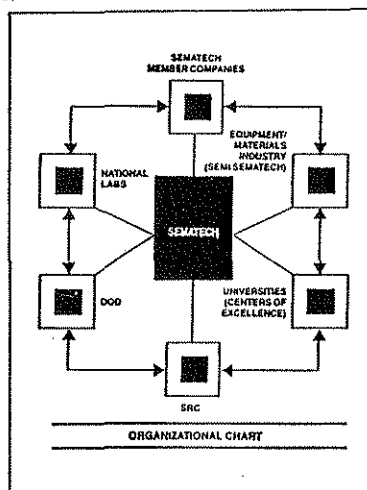 SEMATECH
MEMBER COMPANIES
EQUIPMENT/
MATERIALS
INDUSTRY
(SEMI SEMATECH)
NATIONAL
LABS
SEMATECH
DOD
UNIVERSITIES
(CENTERS OF
EXCELLENCE)
SRC
ORGANIZATIONAL CHART